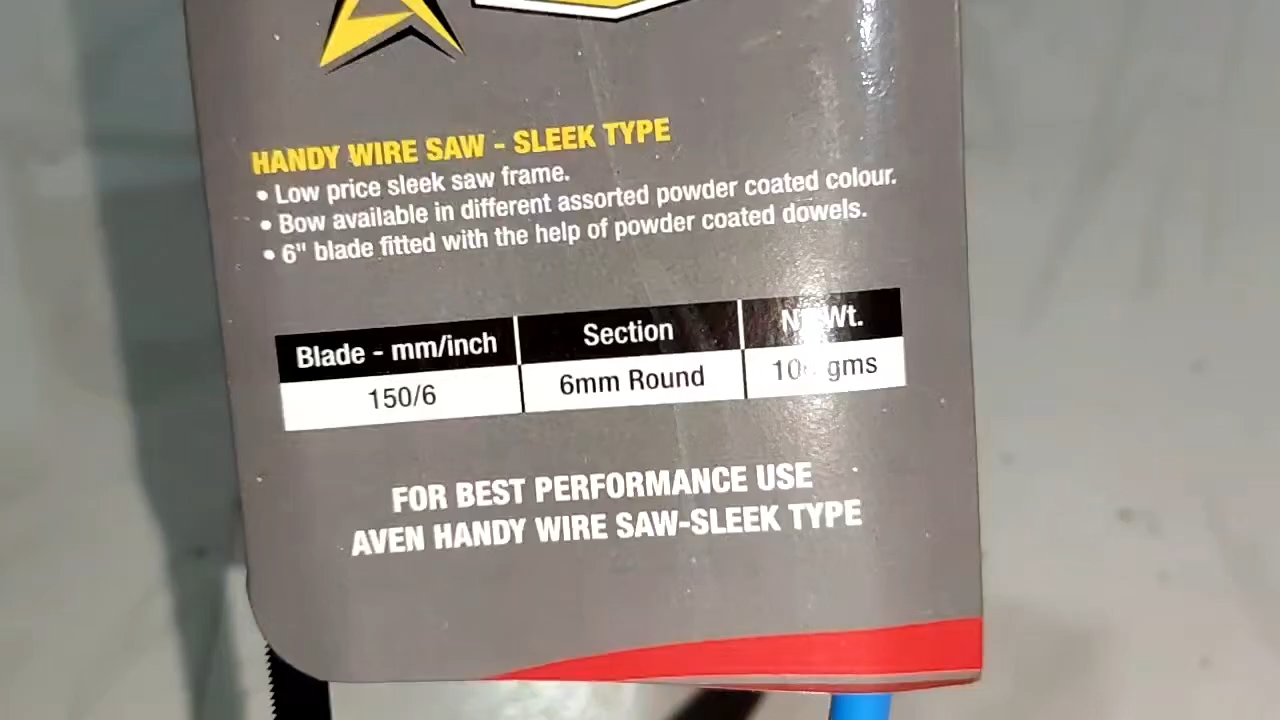 HANDY WIRE SAW - SLEEK TYPE
• Low price sleek saw frame.
• Bow available in different assorted powder coated colour.
• 6" blade fitted with the help of powder coated dowels.
Blade - mm/inch Section Wt.
150/6 6mm Round gms
FOR BEST PERFORMANCE USE
AVEN HANDY WIRE SAW-SLEEK TYPE